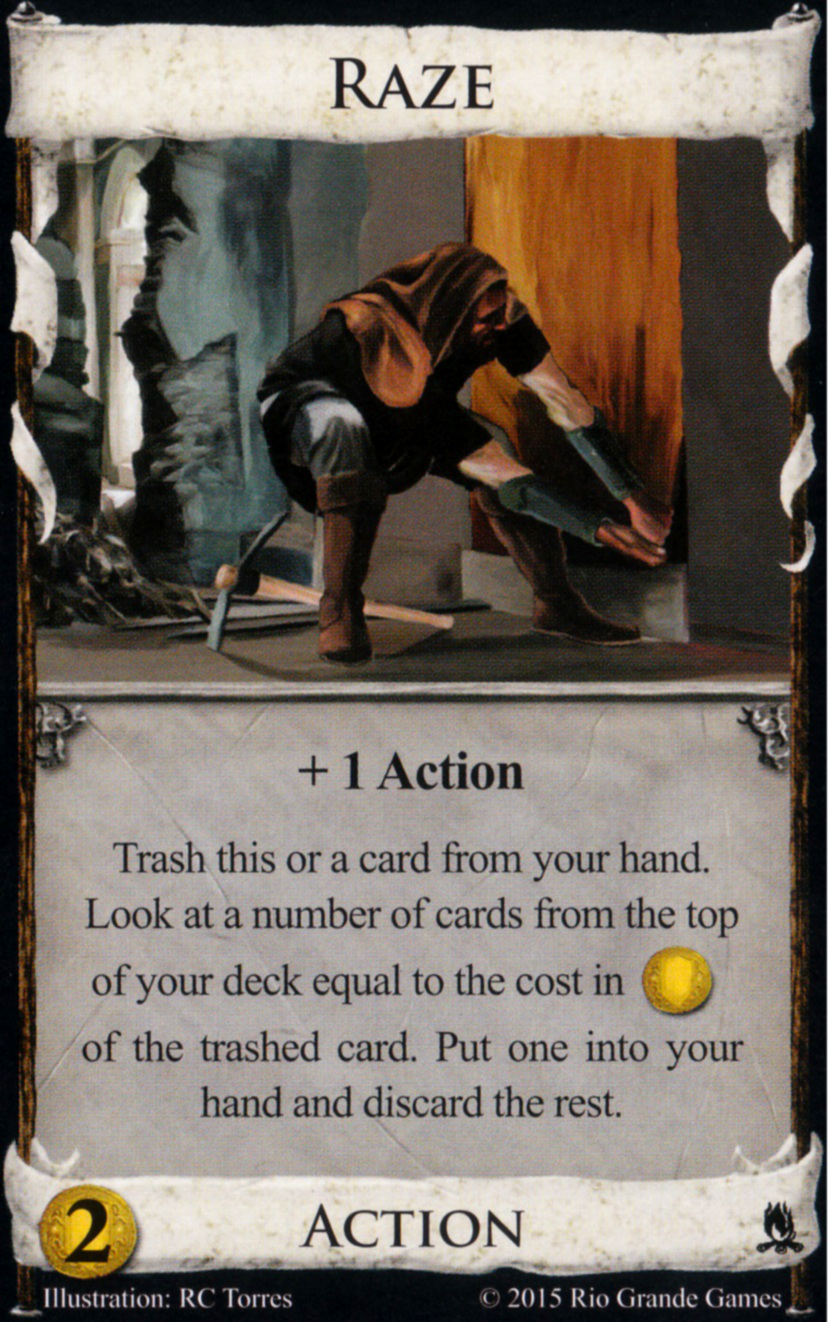 RAZE
+ 1 Action
Trash this or a card from your hand.
Look at a number of cards from the top
of your deck equal to the cost in
of the trashed card. Put one into your
hand and discard the rest.
2
ACTION
Illustration: RC Torres
© 2015 Rio Grande Games